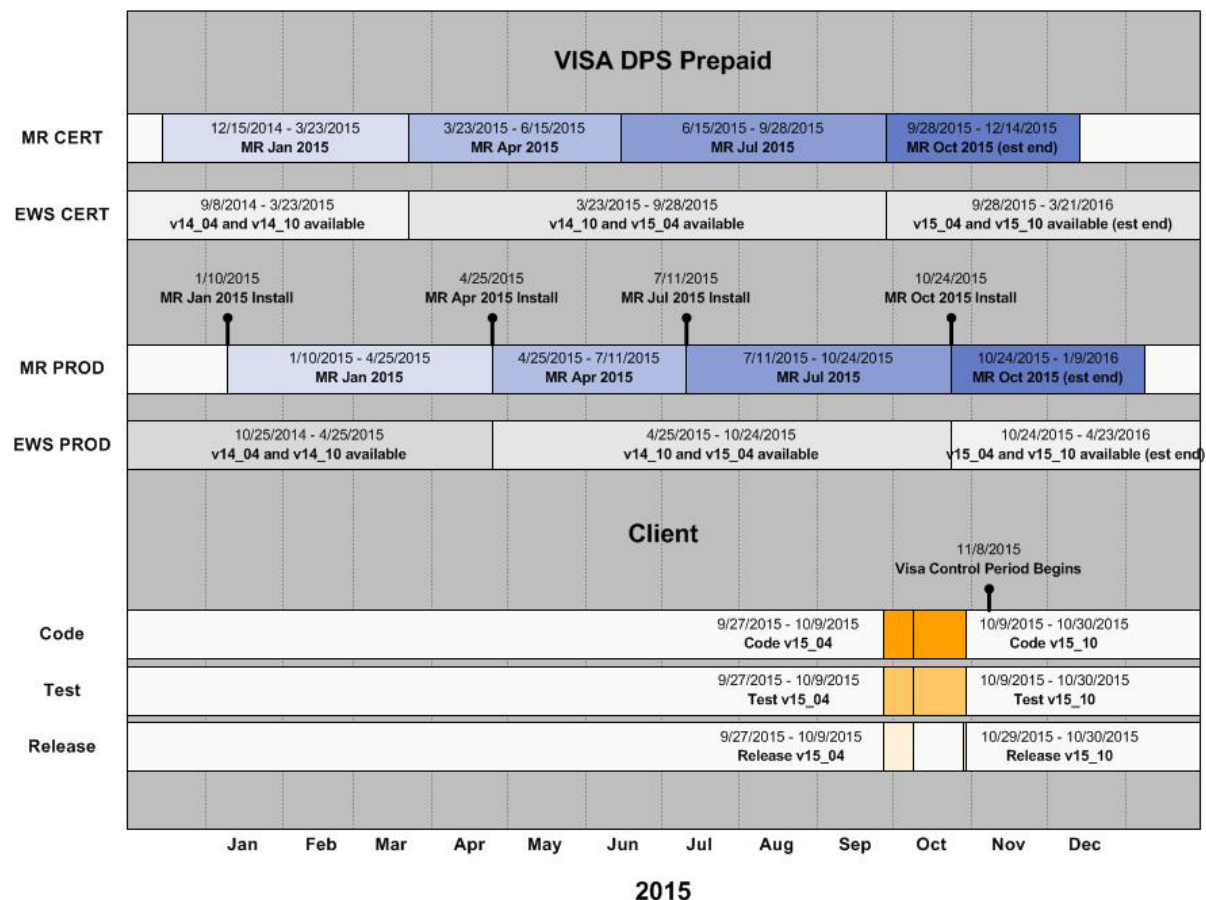 VISA DPS Prepaid
MR CERT
12/15/2014 - 3/23/2015
MR Jan 2015
3/23/2015 - 6/15/2015
MR Apr 2015
6/15/2015 - 9/28/2015
MR Jul 2015
9/28/2015 - 12/14/2015
MR Oct 2015 (est end)
EWS CERT
9/8/2014 - 3/23/2015
v14_04 and v14_10 available
3/23/2015 - 9/28/2015
v14_10 and v15_04 available
9/28/2015 - 3/21/2016
v15_04 and v15_10 available (est end)
1/10/2015
MR Jan 2015 Install
4/25/2015
MR Apr 2015 Install
7/11/2015
MR Jul 2015 Install
10/24/2015
MR Oct 2015 Install
MR PROD
1/10/2015 - 4/25/2015
MR Jan 2015
4/25/2015 - 7/11/2015
MR Apr 2015
7/11/2015 - 10/24/2015
MR Jul 2015
10/24/2015 - 1/9/2016
MR Oct 2015 (est end)
EWS PROD
10/25/2014 - 4/25/2015
v14_04 and v14_10 available
4/25/2015 - 10/24/2015
v14_10 and v15_04 available
10/24/2015 - 4/23/2016
v15_04 and v15_10 available (est end)
Client
11/8/2015
Visa Control Period Begins
Code
9/27/2015 - 10/9/2015
Code v15_04
10/9/2015 - 10/30/2015
Code v15_10
Test
9/27/2015 - 10/9/2015
Test v15_04
10/9/2015 - 10/30/2015
Test v15_10
Release
9/27/2015 - 10/9/2015
Release v15_04
10/29/2015 - 10/30/2015
Release v15_10
Jan Feb Mar Apr May Jun Jul Aug Sep Oct Nov Dec
2015